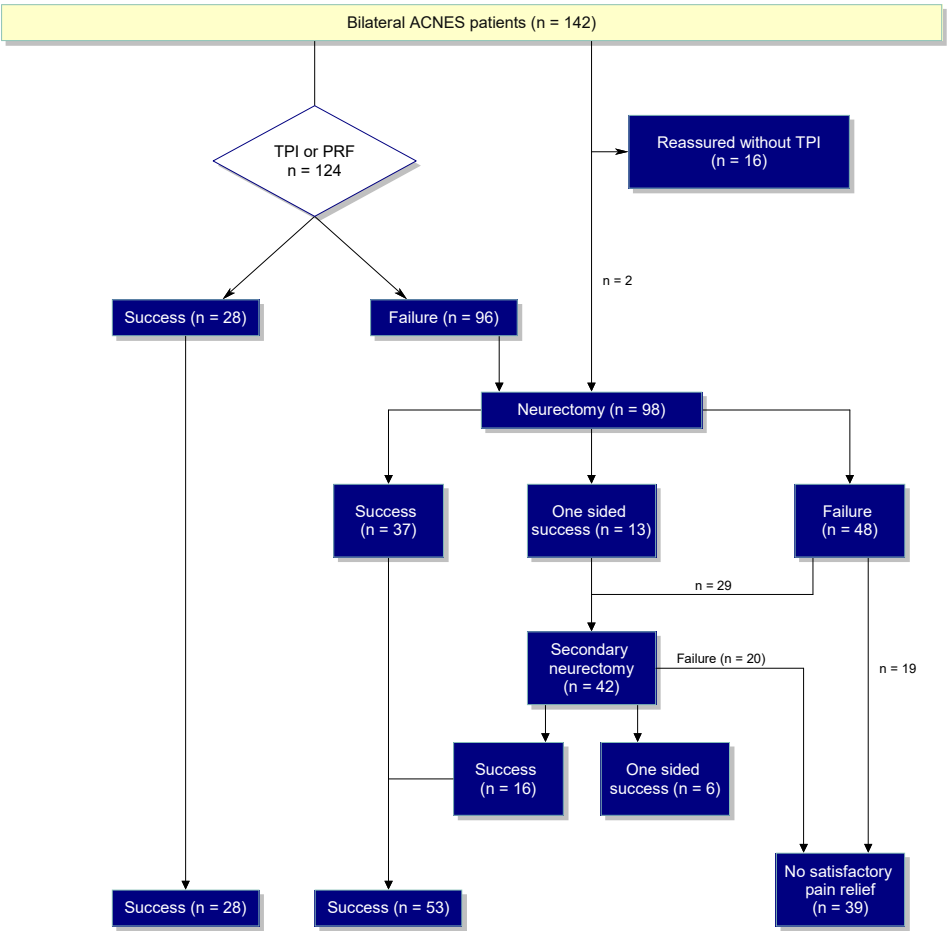 Bilateral ACNES patients (n = 142)
TPI or PRF
n = 124
Reassured without TPI
(n = 16)
n = 2
Success (n = 28)
Failure (n = 96)
Neurectomy (n = 98)
Success
(n = 37)
One sided
success (n = 13)
Failure
(n = 48)
n = 29
Secondary
neurectomy
(n = 42)
Failure (n = 20)
n = 19
Success
(n = 16)
One sided
success (n = 6)
No satisfactory
pain relief
(n = 39)
Success (n = 28)
Success (n = 53)